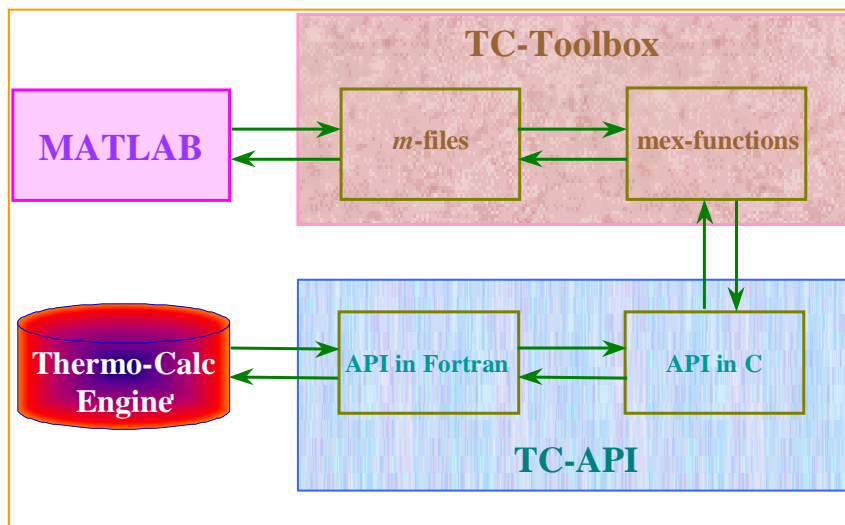 TC-Toolbox
MATLAB
m-files
mex-functions
Thermo-Calc
Engine
API in Fortran
API in C
TC-API